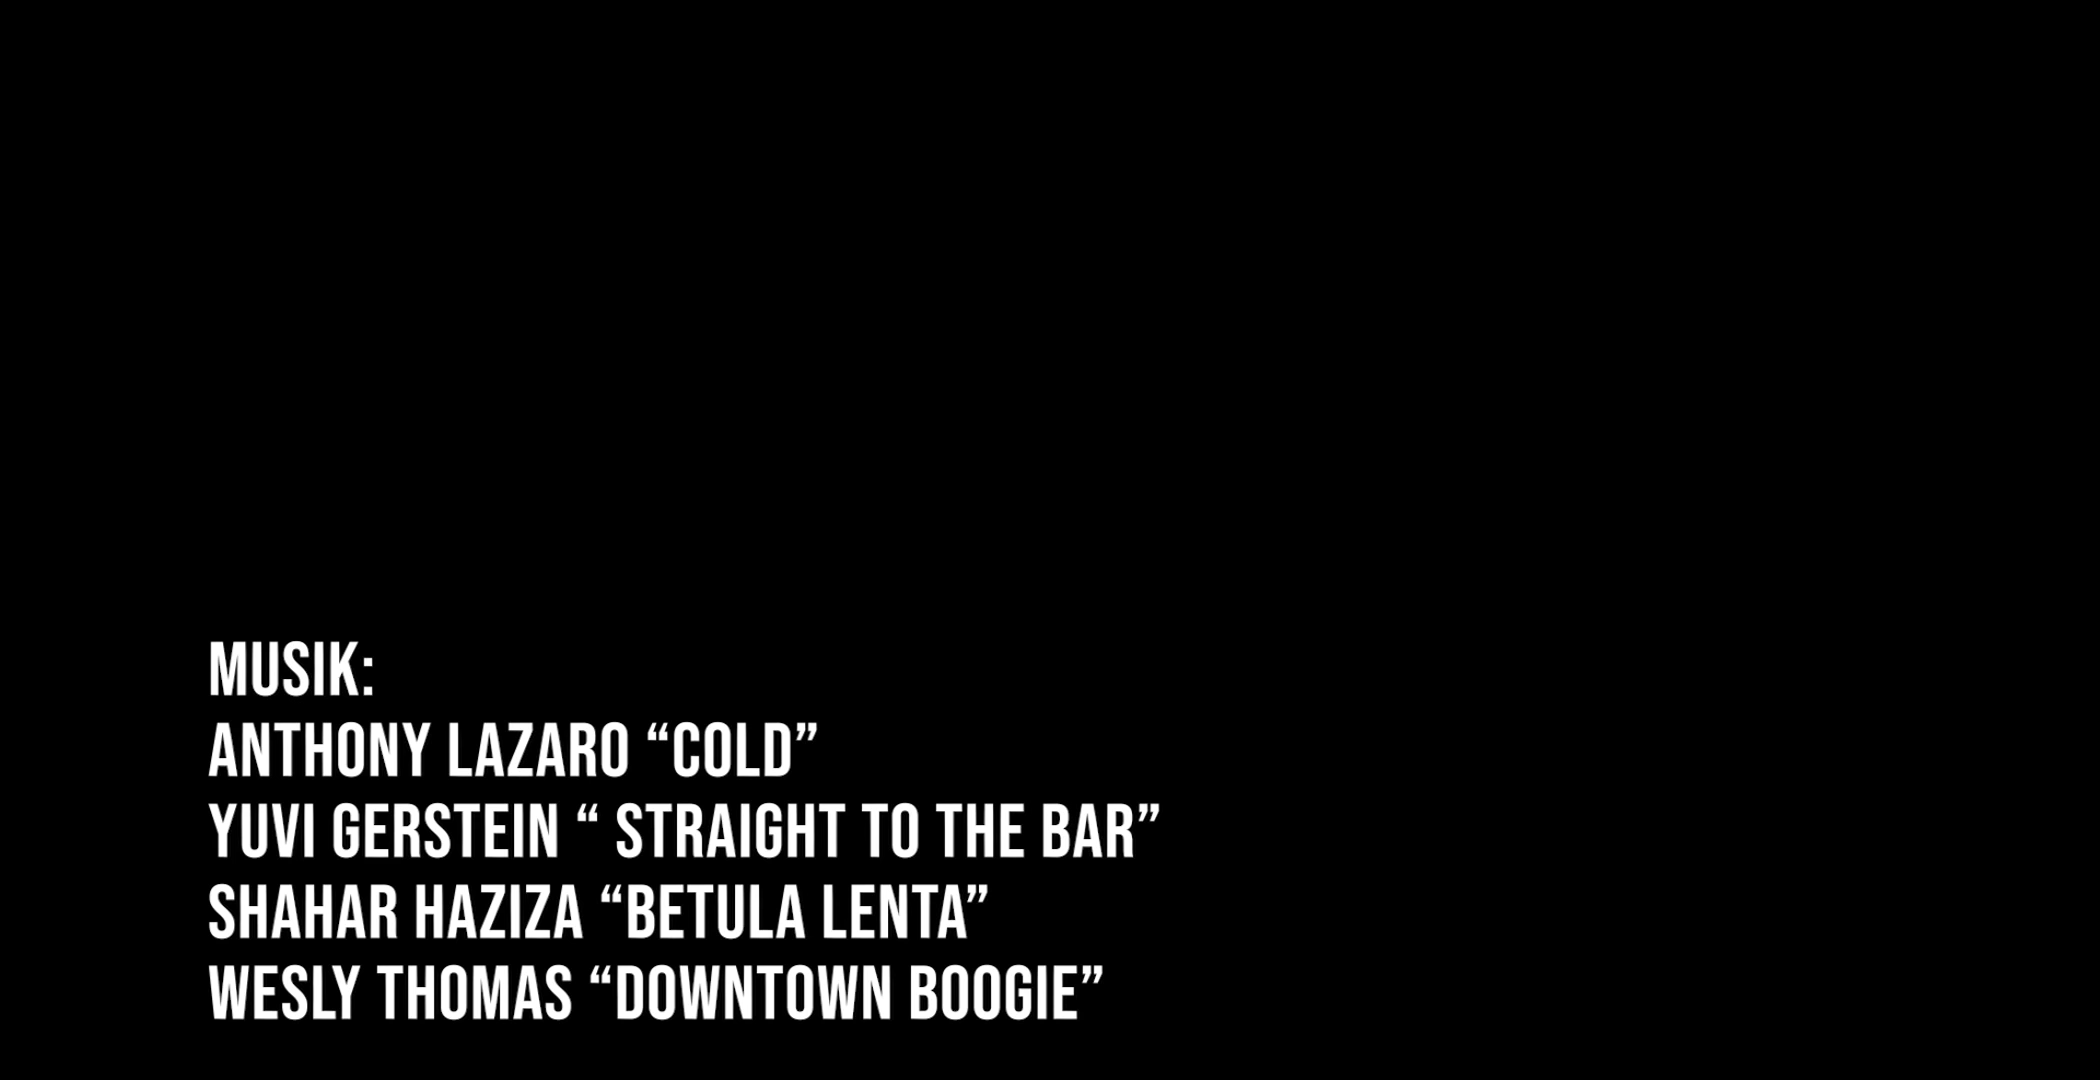 MUSIK:
ANTHONY LAZARO “COLD”
YUVI GERSTEIN “ STRAIGHT TO THE BAR”
SHAHAR HAZIZA “BETULA LENTA”
WESLY THOMAS “DOWNTOWN BOOGIE”